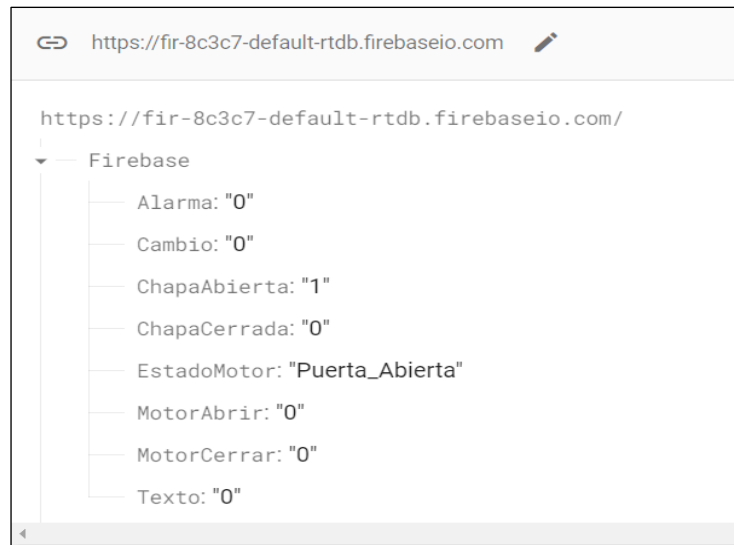 https://fir-8c3c7-default-rtdb.firebaseio.com
https://fir-8c3c7-default-rtdb.firebaseio.com/
Firebase
Alarma: "0"
Cambio: "0"
ChapaAbierta: "1"
ChapaCerrada: "0"
EstadoMotor: "Puerta_Abierta"
MotorAbrir: "0"
MotorCerrar: "0"
Texto: "0"